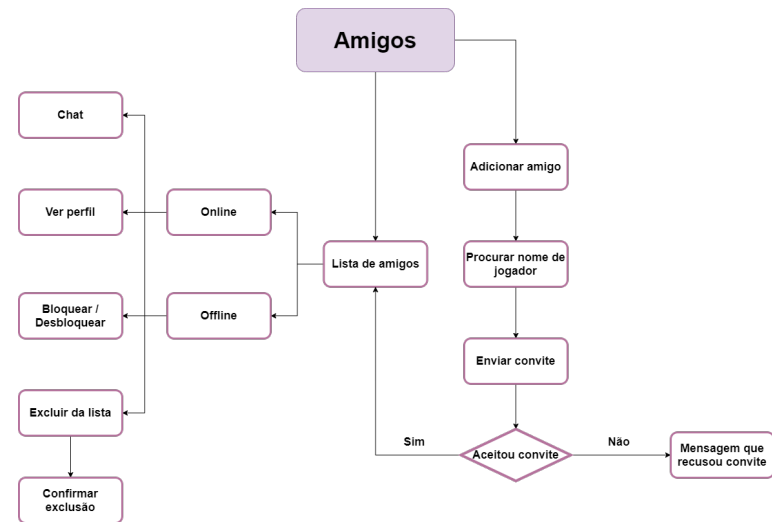 Amigos
Chat
Adicionar amigo
Ver perfil
Online
Procurar nome de
jogador
Lista de amigos
Bloquear /
Desbloquear
Offline
Enviar convite
Excluir da lista
Sim
Aceitou convite
Não
Mensagem que
recusou convite
Confirmar
exclusão